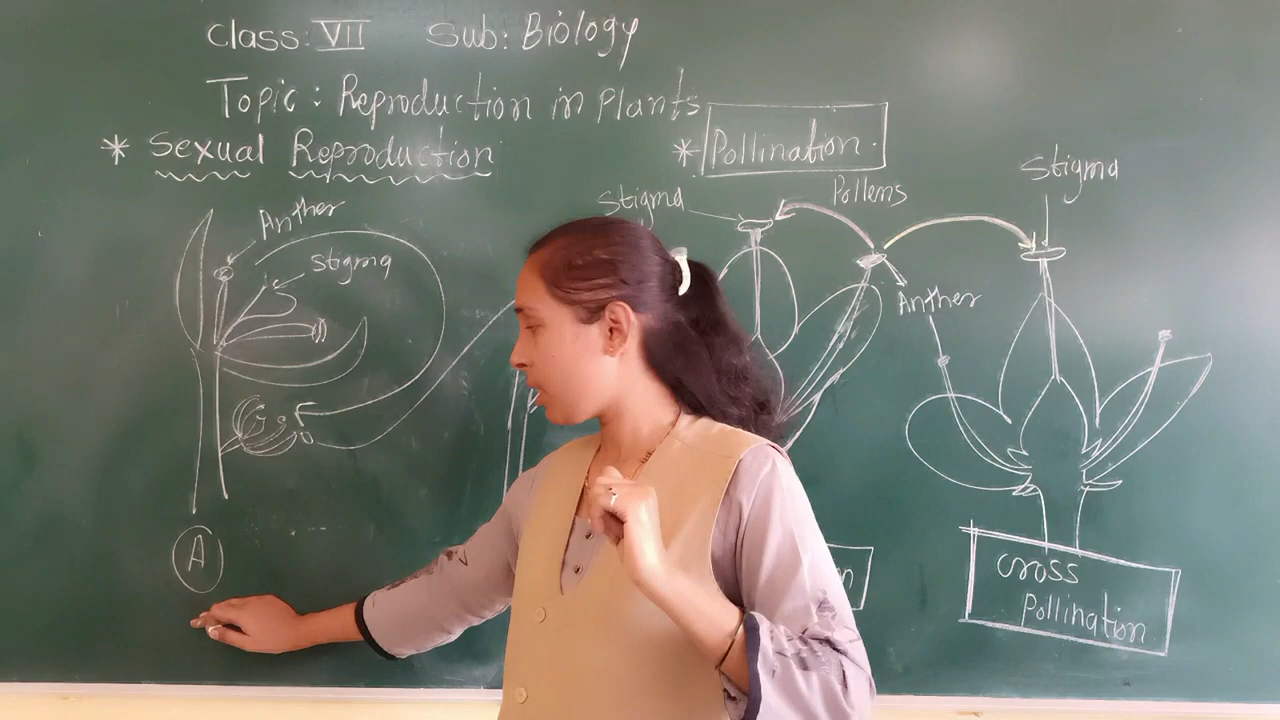 Class: VII Sub: Biology
Topic: Reproduction in Plants
* Sexual Reproduction
* Pollination.
Anther
Stigma
Stigma
Pollens
Stigma
Anther
A
Cross
Pollination.